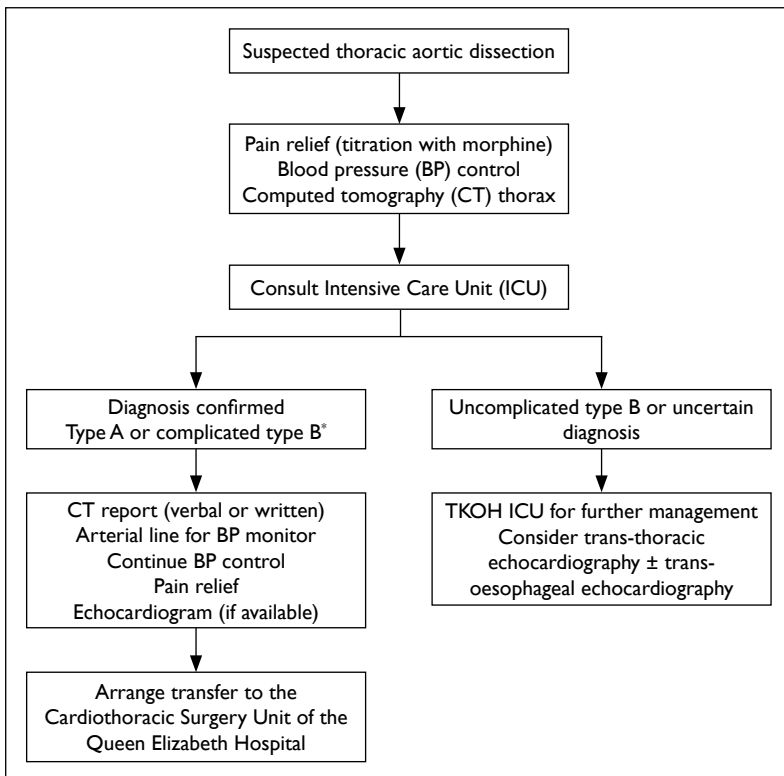 Suspected thoracic aortic dissection
Pain relief (titration with morphine)
Blood pressure (BP) control
Computed tomography (CT) thorax
Consult Intensive Care Unit (ICU)
Diagnosis confirmed
Type A or complicated type B*
Uncomplicated type B or uncertain
diagnosis
CT report (verbal or written)
Arterial line for BP monitor
Continue BP control
Pain relief
Echocardiogram (if available)
TKOH ICU for further management
Consider trans-thoracic
echocardiography ± trans-
oesophageal echocardiography
Arrange transfer to the
Cardiothoracic Surgery Unit of the
Queen Elizabeth Hospital